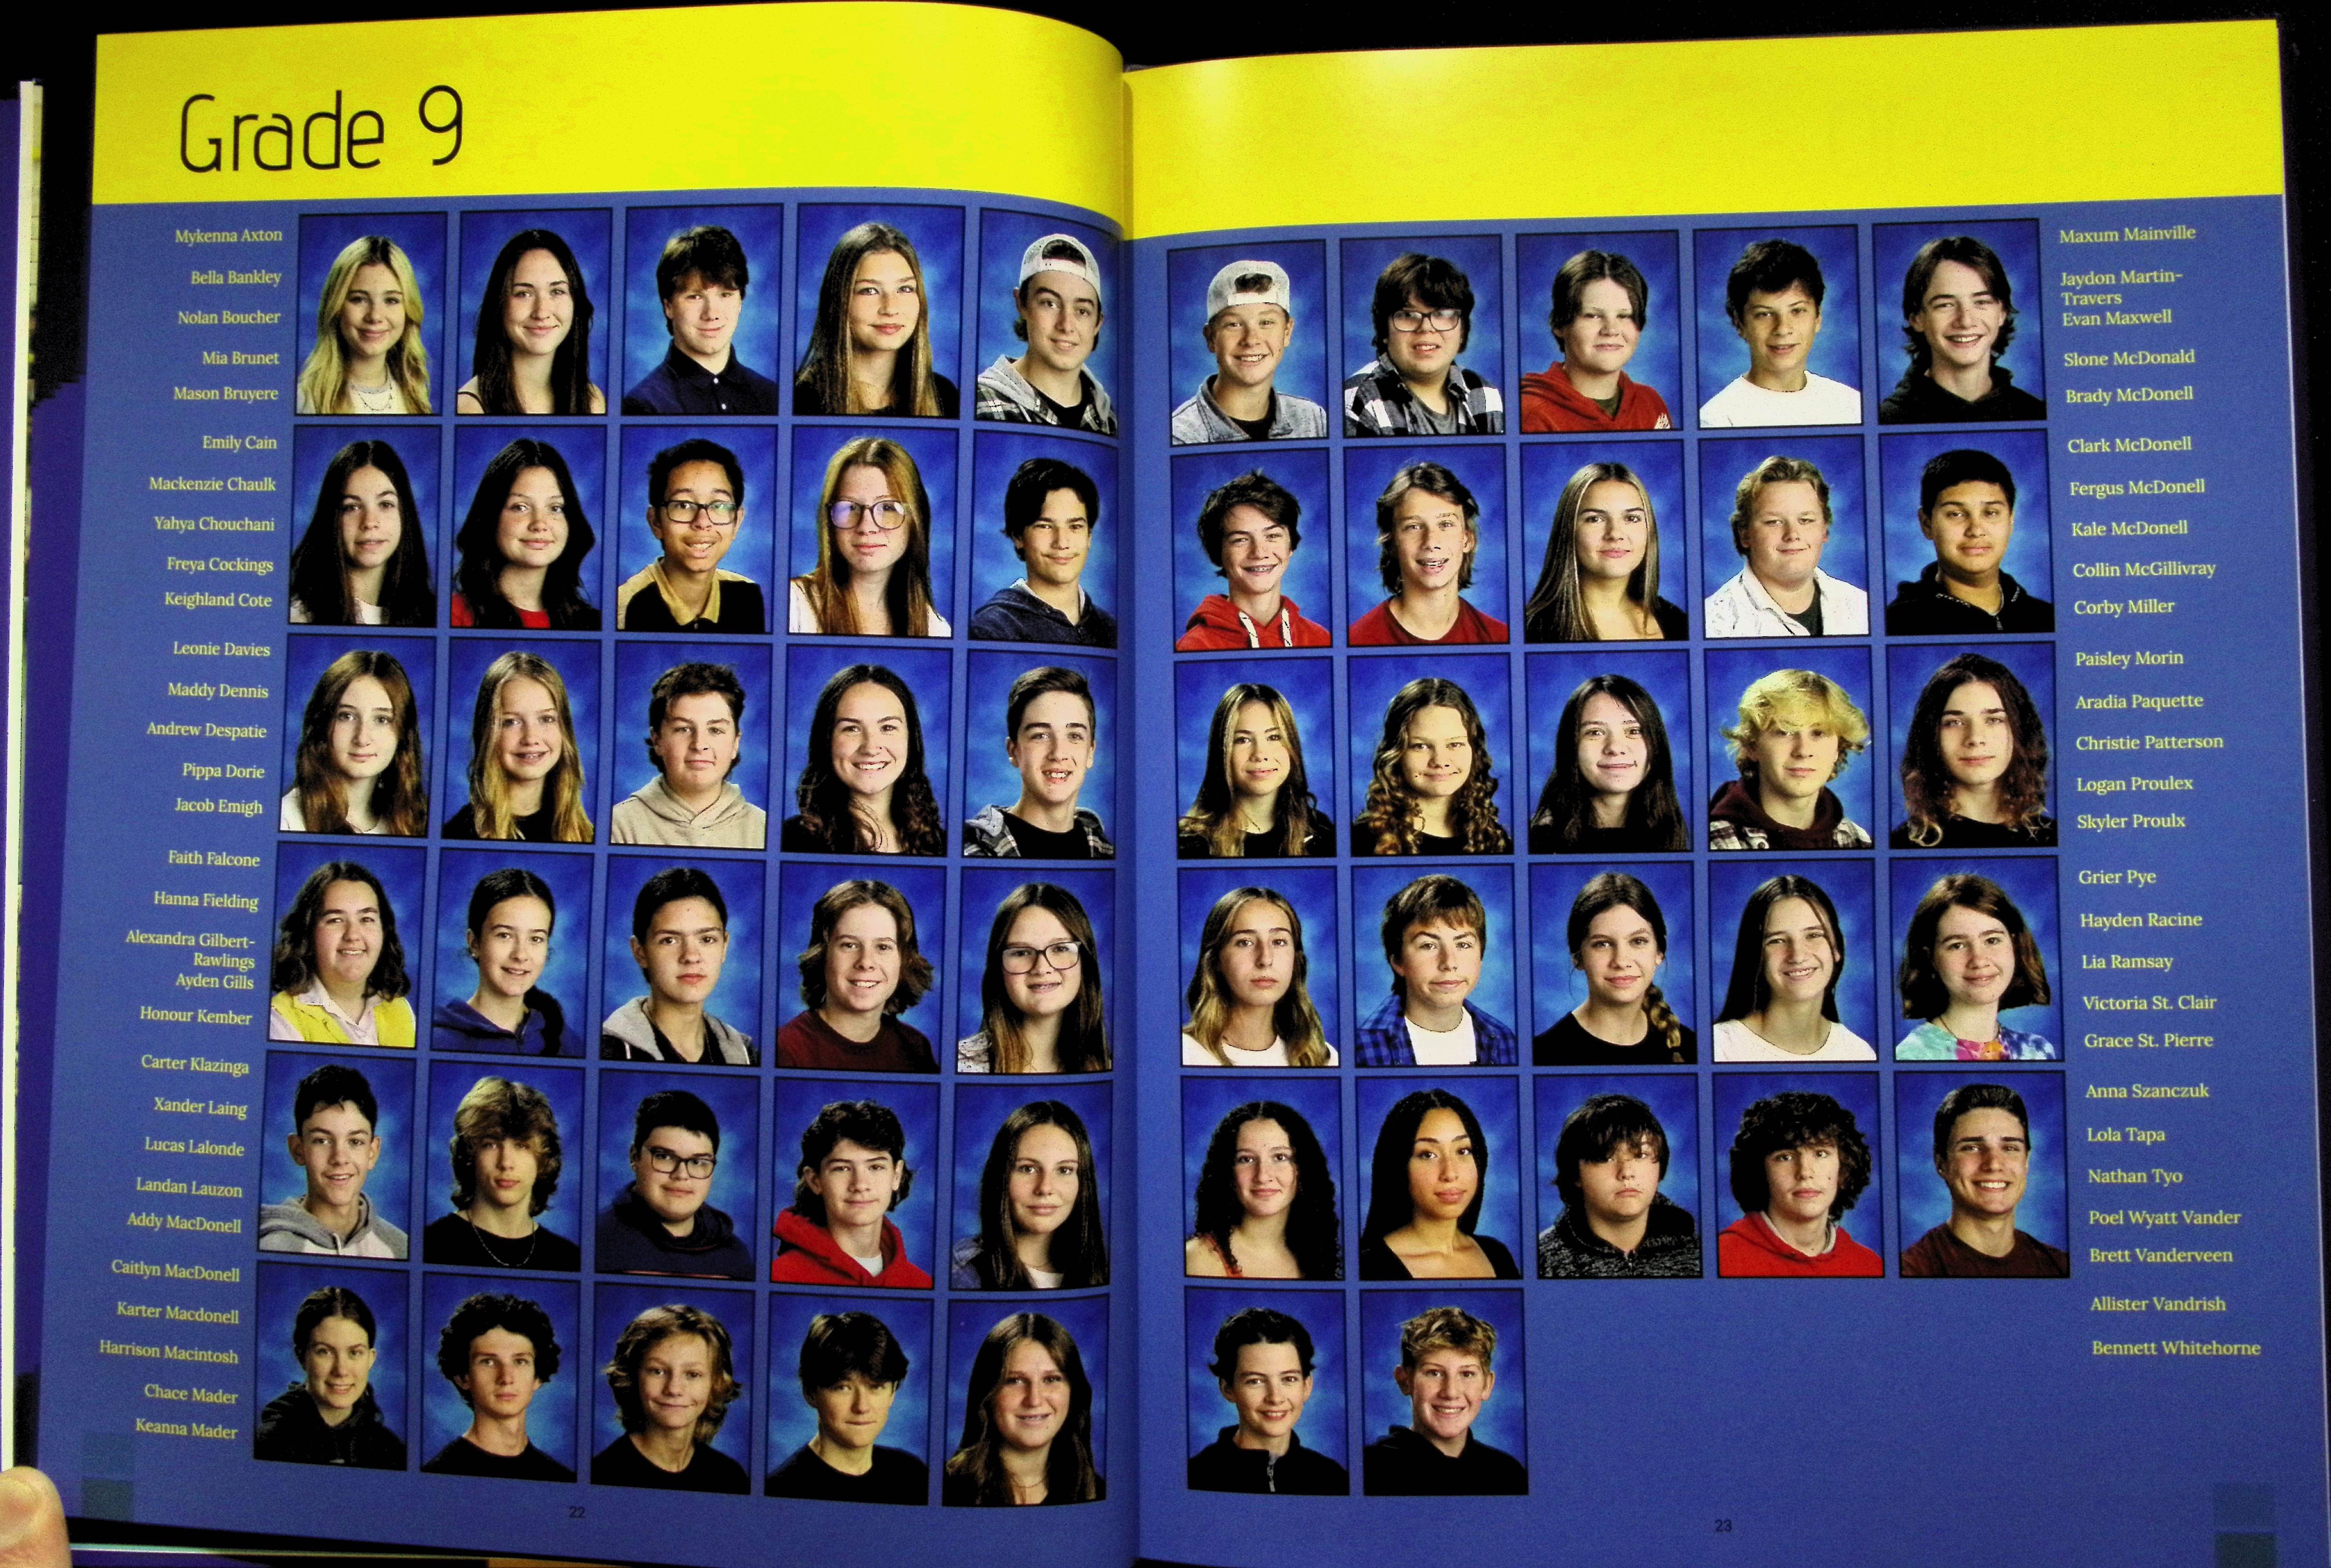 Grade 9
Mykenna Axton
Bella Bankley
Nolan Boucher
Mia Brunet
Mason Bruyere
Emily Cain
Mackenzie Chaulk
Yahya Chouchani
Freya Cockings
Keighland Cote
Leonie Davies
Maddy Dennis
Andrew Despatie
Pippa Dorie
Jacob Emigh
Faith Falcone
Hanna Fielding
Alexandra Gilbert-
Rawlings
Ayden Gills
Honour Kember
Carter Klazinga
Xander Laing
Lucas Lalonde
Landan Lauzon
Addy MacDonell
Caitlyn MacDonell
Karter Macdonell
Harrison Macintosh
Chace Mader
Keanna Mader
22
Maxum Mainville
Jaydon Martin-
Travers
Evan Maxwell
Slone McDonald
Brady McDonell
Clark McDonell
Fergus McDonell
Kale McDonell
Collin McGillivray
Corby Miller
Paisley Morin
Aradia Paquette
Christie Patterson
Logan Proulex
Skyler Proulx
Grier Pye
Hayden Racine
Lia Ramsay
Victoria St. Clair
Grace St. Pierre
Anna Szanczuk
Lola Tapa
Nathan Tyo
Poel Wyatt Vander
Brett Vanderveen
Allister Vandrish
Bennett Whitehorne
23